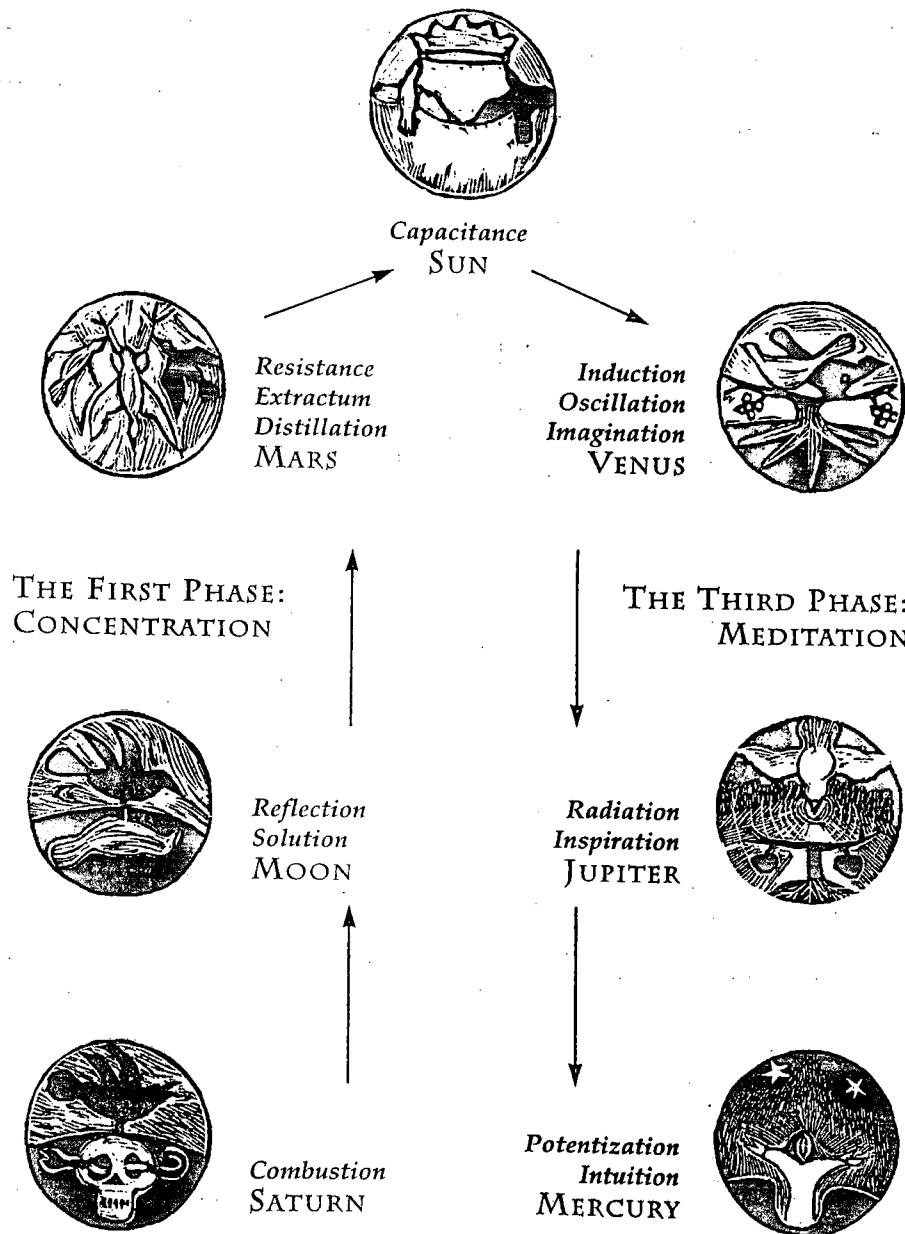 Capacitance
SUN
Resistance
Extractum
Distillation
MARS
Induction
Oscillation
Imagination
VENUS
THE FIRST PHASE:
CONCENTRATION
THE THIRD PHASE:
MEDITATION
Reflection
Solution
MOON
Radiation
Inspiration
JUPITER
Combustion
SATURN
Potentization
Intuition
MERCURY